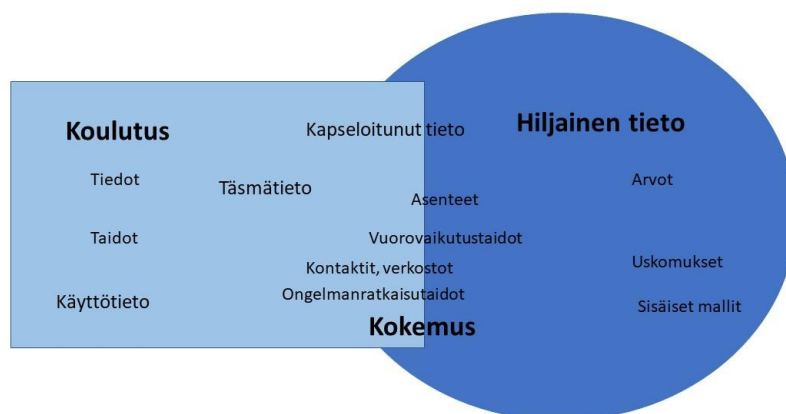 Koulutus
Tiedot
Taidot
Käyttötieto
Täsmätieto
Kapseloitunut tieto
Asenteet
Vuorovaikutustaidot
Kontaktit, verkostot
Ongelmanratkaisutaidot
Kokemus
Hiljainen tieto
Arvot
Uskomukset
Sisäiset mallit